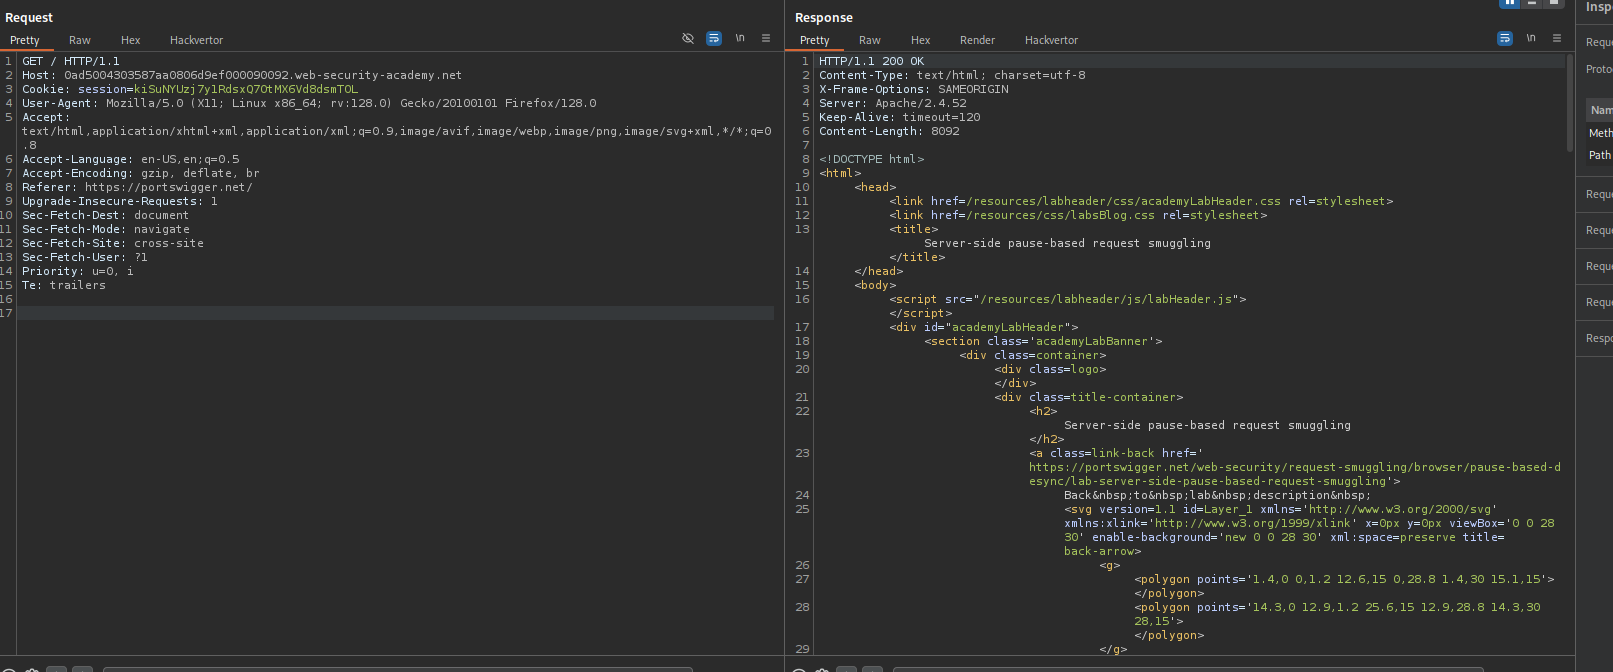 Request
Pretty Raw Hex Hackvertor
\n
1 GET / HTTP/1.1
2 Host: 0ad5004303587aa0806d9ef000090092.web-security-academy.net
3 Cookie: session=kiSuNYUzj7ylRdsxQ7OtMX6Vd8dsmTOL
4 User-Agent: Mozilla/5.0 (X11; Linux x86_64; rv:128.0) Gecko/20100101 Firefox/128.0
5 Accept:
text/html,application/xhtml+xml,application/xml;q=0.9,image/avif,image/webp,image/png,image/svg+xml,*/*;q=0
.8
6 Accept-Language: en-US,en;q=0.5
7 Accept-Encoding: gzip, deflate, br
8 Referer: https://portswigger.net/
9 Upgrade-Insecure-Requests: 1
10 Sec-Fetch-Dest: document
11 Sec-Fetch-Mode: navigate
12 Sec-Fetch-Site: cross-site
13 Sec-Fetch-User: ?1
14 Priority: u=0, i
15 Te: trailers
16
17
Response
Pretty Raw Hex Render Hackvertor
\n
1 HTTP/1.1 200 OK
2 Content-Type: text/html; charset=utf-8
3 X-Frame-Options: SAMEORIGIN
4 Server: Apache/2.4.52
5 Keep-Alive: timeout=120
6 Content-Length: 8092
7
8 <!DOCTYPE html>
9 <html>
10 <head>
11 <link href=/resources/labheader/css/academyLabHeader.css rel=stylesheet>
12 <link href=/resources/css/labsBlog.css rel=stylesheet>
13 <title>
Server-side pause-based request smuggling
</title>
14 </head>
15 <body>
16 <script src="/resources/labheader/js/labHeader.js">
</script>
17 <div id="academyLabHeader">
18 <section class='academyLabBanner'>
19 <div class=container>
20 <div class=logo>
</div>
21 <div class=title-container>
22 <h2>
Server-side pause-based request smuggling
</h2>
23 <a class=link-back href='
https://portswigger.net/web-security/request-smuggling/browser/pause-based-d
esync/lab-server-side-pause-based-request-smuggling'>
24 Back&nbsp;to&nbsp;lab&nbsp;description&nbsp;
25 <svg version=1.1 id=Layer_1 xmlns='http://www.w3.org/2000/svg'
xmlns:xlink='http://www.w3.org/1999/xlink' x=0px y=0px viewBox='0 0 28
30' enable-background='new 0 0 28 30' xml:space=preserve title=
back-arrow>
26 <g>
27 <polygon points='1.4,0 0,1.2 12.6,15 0,28.8 1.4,30 15.1,15'>
</polygon>
28 <polygon points='14.3,0 12.9,1.2 25.6,15 12.9,28.8 14.3,30
28,15'>
</polygon>
29 </g>
Insp
Requ
Proto
Nam
Meth
Path
Requ
Requ
Requ
Requ
Resp